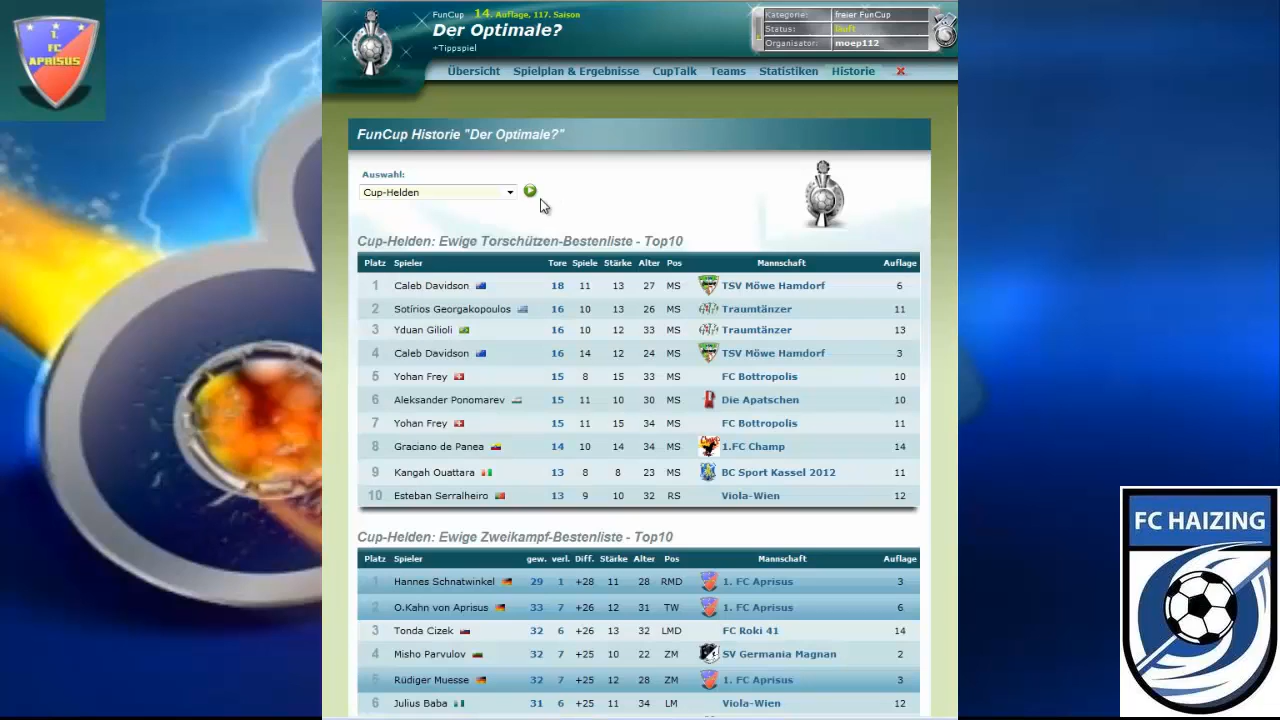 1.
FC
APRISUS
FunCup 14. Auflage, 117. Saison
Der Optimale?
+Tippspiel
Kategorie: freier FunCup
Status: Läuft
Organisator: moep112
Übersicht Spielplan & Ergebnisse CupTalk Teams Statistiken Historie x
FunCup Historie "Der Optimale?"
Auswahl:
Cup-Helden
Cup-Helden: Ewige Torschützen-Bestenliste - Top10
Platz Spieler Tore Spiele Stärke Alter Pos Mannschaft Auflage
1 Caleb Davidson 18 11 13 27 MS TSV Möwe Hamdorf 6
2 Sotírios Georgakopoulos 16 10 13 26 MS Traumtänzer 11
3 Yduan Gilioli 16 10 12 33 MS Traumtänzer 13
4 Caleb Davidson 16 14 12 24 MS TSV Möwe Hamdorf 3
5 Yohan Frey 15 8 15 33 MS FC Bottropolis 10
6 Aleksander Ponomarev 15 11 10 30 MS Die Apatschen 10
7 Yohan Frey 15 11 15 34 MS FC Bottropolis 11
8 Graciano de Panea 14 10 14 34 MS 1.FC Champ 14
9 Kangah Ouattara 13 8 8 23 MS BC Sport Kassel 2012 11
10 Esteban Serralheiro 13 9 10 32 RS Viola-Wien 12
Cup-Helden: Ewige Zweikampf-Bestenliste - Top10
Platz Spieler gew. verl. Diff. Stärke Alter Pos Mannschaft Auflage
1 Hannes Schnatwinkel 29 1 +28 11 28 RMD 1. FC Aprisus 3
2 O.Kahn von Aprisus 33 7 +26 12 31 TW 1. FC Aprisus 6
3 Tonda Cizek 32 6 +26 13 32 LMD FC Roki 41 14
4 Misho Parvulov 32 7 +25 10 22 ZM SV Germania Magnan 2
5 Rüdiger Muesse 32 7 +25 12 28 ZM 1. FC Aprisus 3
6 Julius Baba 31 6 +25 11 34 LM Viola-Wien 12
FC HAIZING